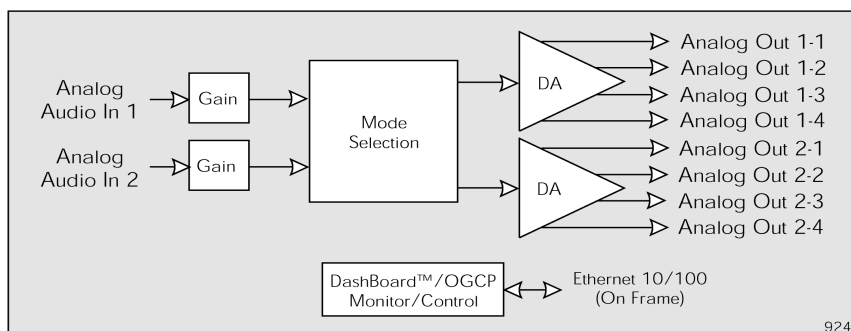 Analog
Audio In 1
Gain
Analog
Audio In 2
Gain
Mode
Selection
DA
DA
Analog Out 1-1
Analog Out 1-2
Analog Out 1-3
Analog Out 1-4
Analog Out 2-1
Analog Out 2-2
Analog Out 2-3
Analog Out 2-4
DashBoard™/OGCP
Monitor/Control
Ethernet 10/100
(On Frame)
924